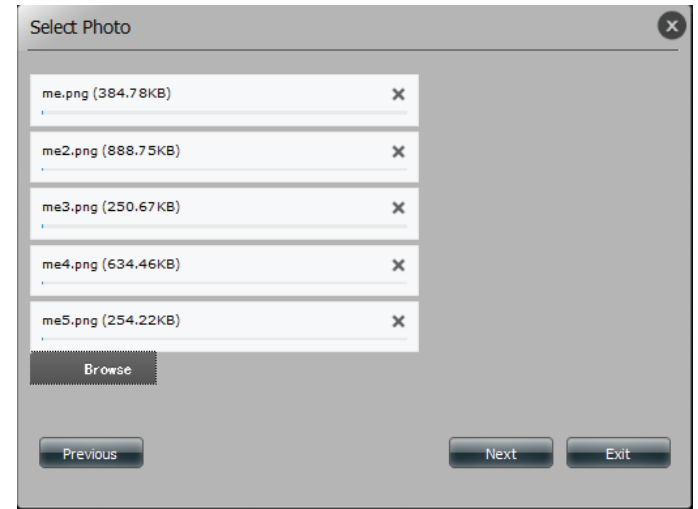 Select Photo
me.png (384.78KB)
me2.png (888.75KB)
me3.png (250.67KB)
me4.png (634.46KB)
me5.png (254.22KB)
Browse
Previous Next Exit